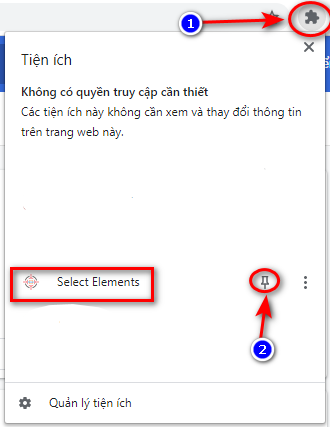 1
Tiện ích
Không có quyền truy cập cần thiết
Các tiện ích này không cần xem và thay đổi thông tin
trên trang web này.
Select Elements
2
Quản lý tiện ích